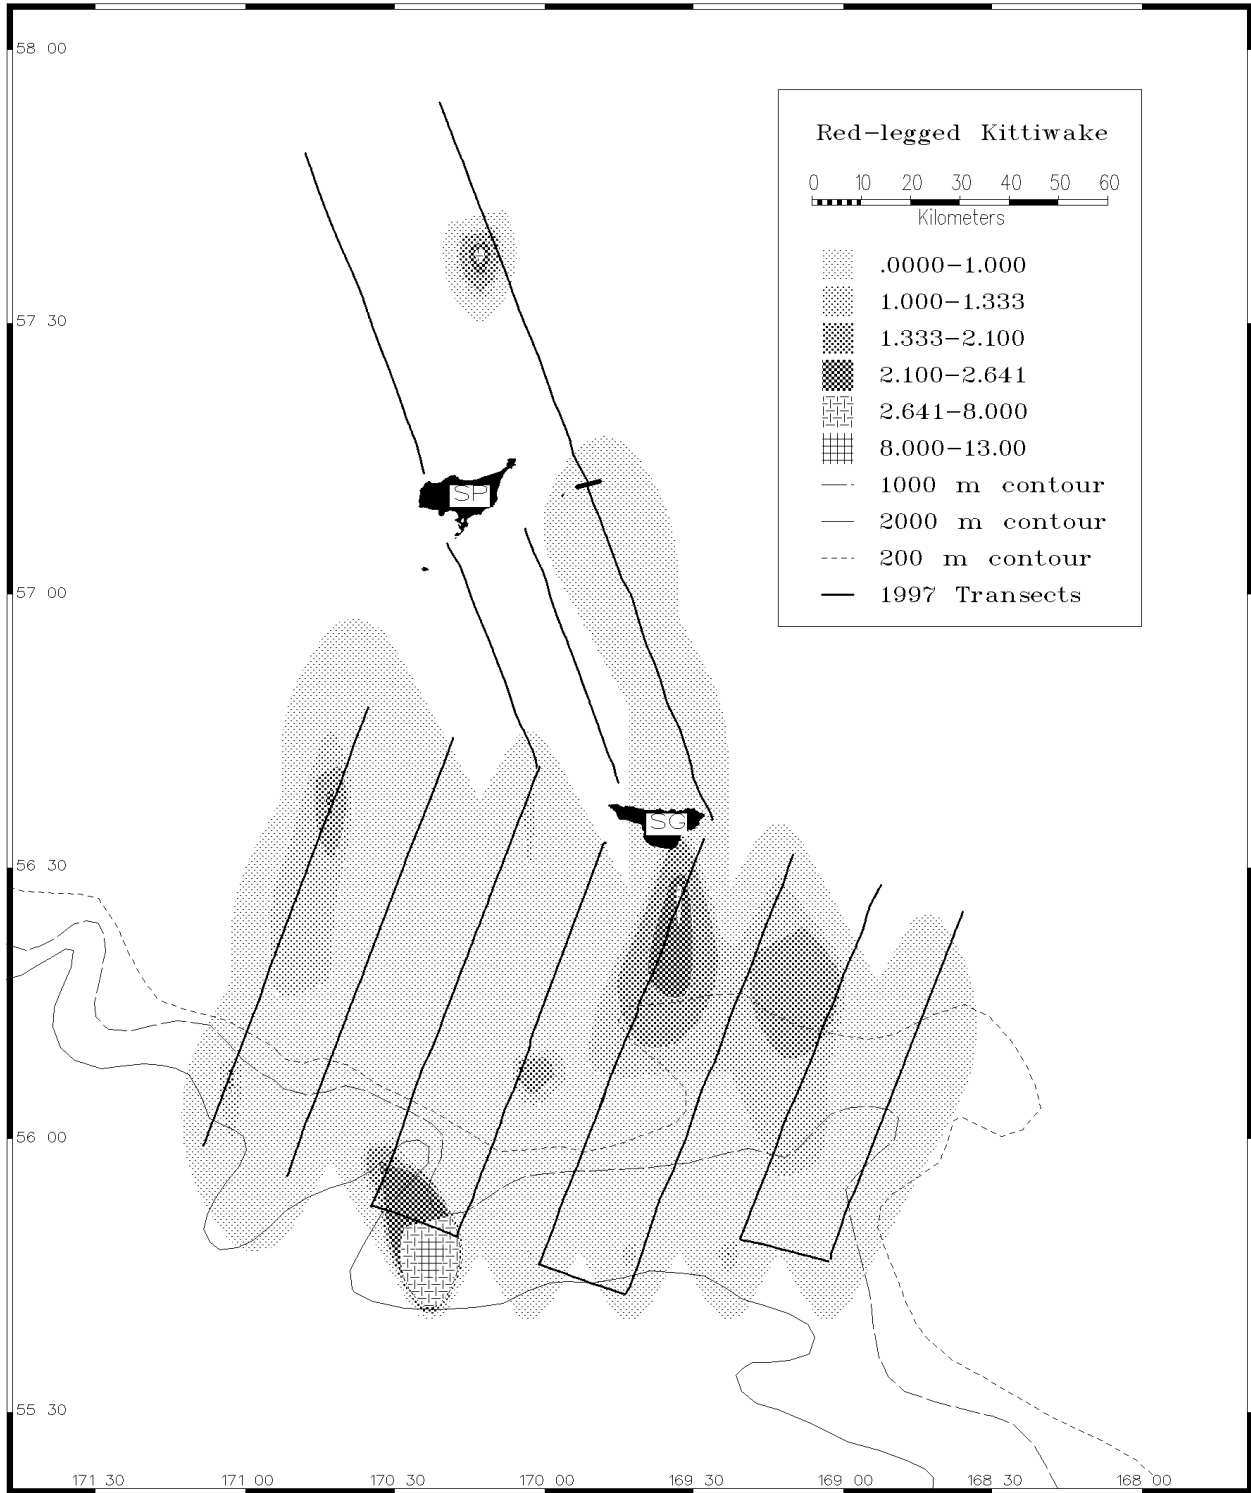 58 00
Red-legged Kittiwake
0 10 20 30 40 50 60
Kilometers
.0000-1.000
1.000-1.333
57 30
1.333-2.100
2.100-2.641
2.641-8.000
8.000-13.00
1000 m contour
SP
2000 m contour
200 m contour
57 00
1997 Transects
SG
56 30
56 00
55 30
171 30 171 00 170 30 170 00 169 30 169 00 168 30 168 00